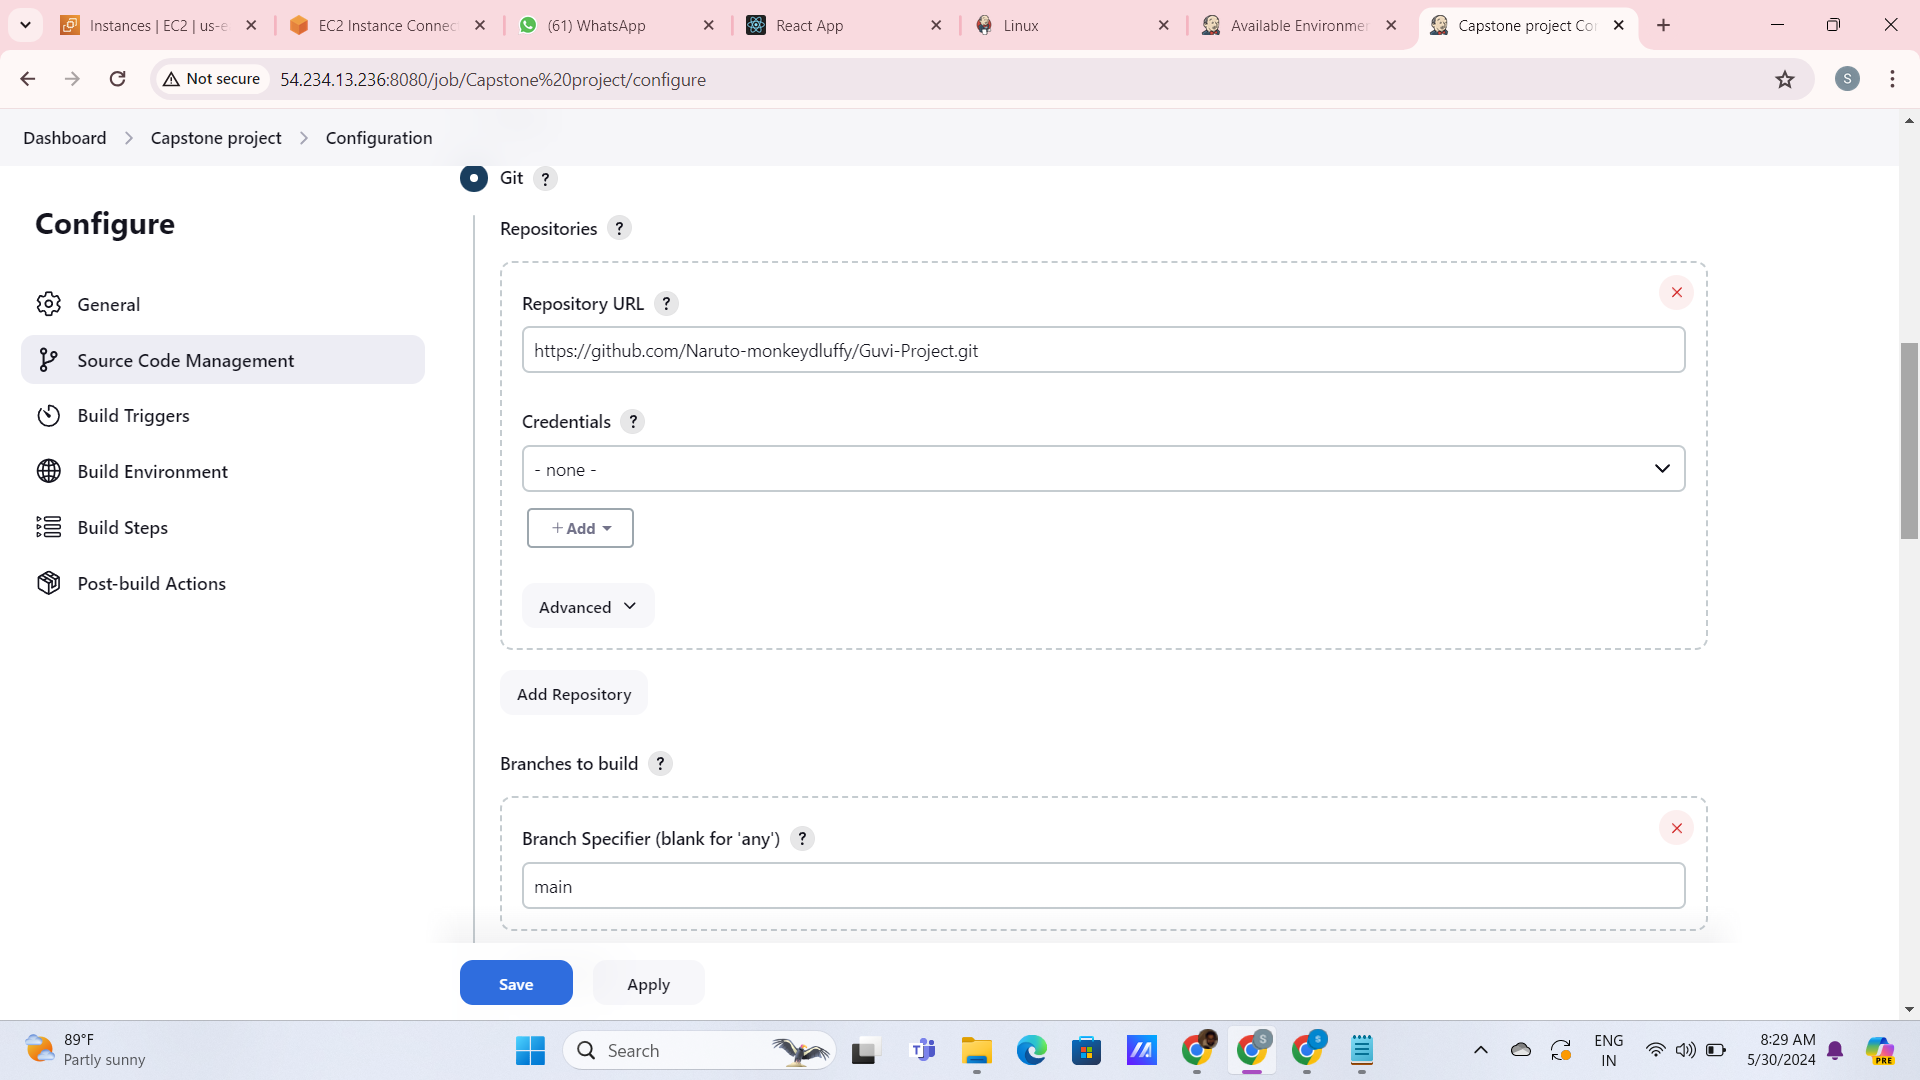 Instances | EC2 | us-e
EC2 Instance Connect
(61) WhatsApp
React App
Linux
Available Environmen
Capstone project Co
Not secure
54.234.13.236:8080/job/Capstone%20project/configure
S
Dashboard
Capstone project
Configuration
Configure
General
Source Code Management
Build Triggers
Build Environment
Build Steps
Post-build Actions
Git ?
Repositories ?
Repository URL ?
https://github.com/Naruto-monkeydluffy/Guvi-Project.git
Credentials ?
- none -
+ Add
Advanced
Add Repository
Branches to build ?
Branch Specifier (blank for 'any') ?
main
Save
Apply
89°F
Partly sunny
Search
S
s
ENG
IN
8:29 AM
5/30/2024
PRE